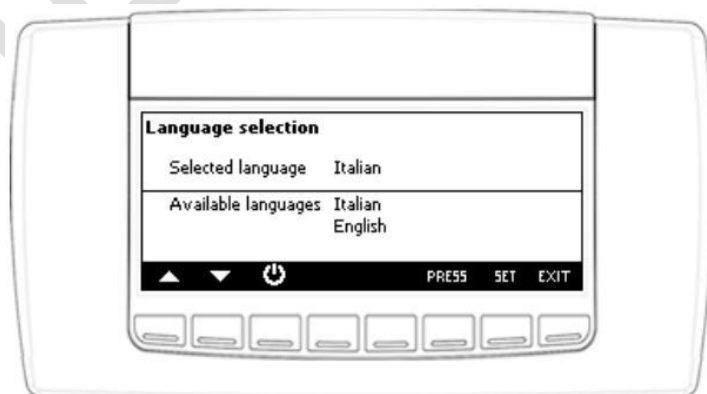 Language selection
Selected language Italian
Available languages Italian
English
PRESS SET EXIT